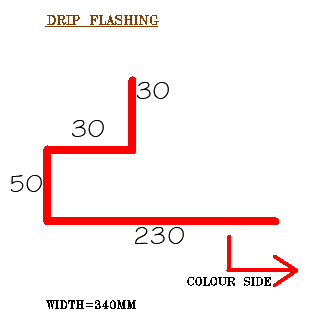 DRIP FLASHING
30
30
50
230
COLOUR SIDE
WIDTH=340MM